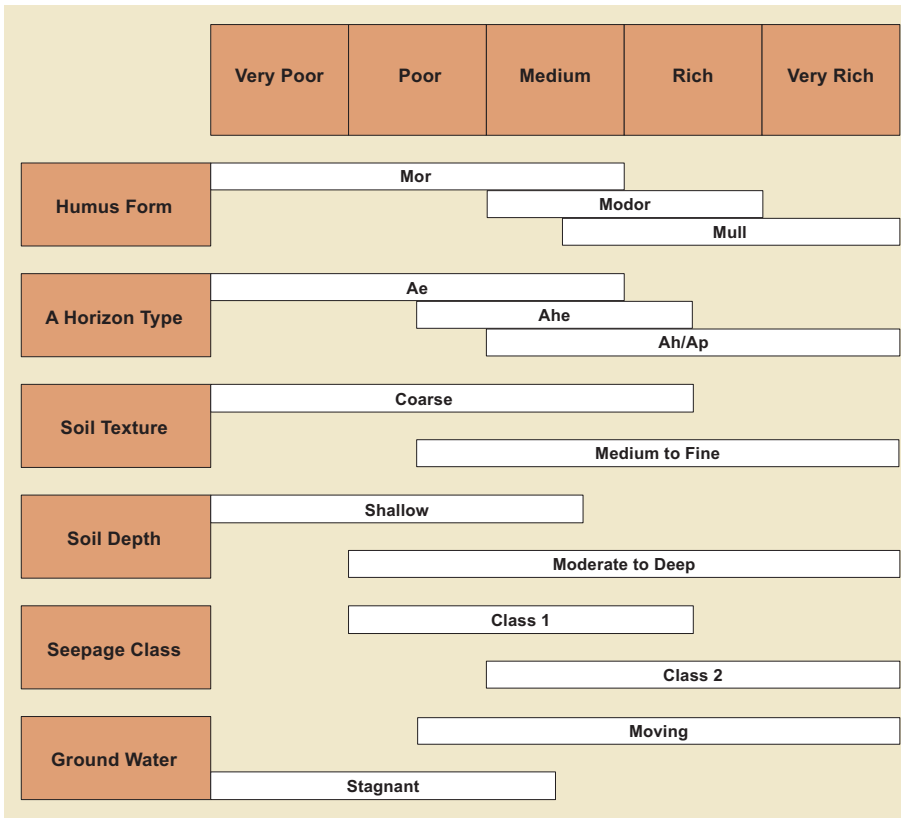 Very Poor
Poor
Medium
Rich
Very Rich
Humus Form
Mor
Modor
Mull
A Horizon Type
Ae
Ahe
Ah/Ap
Soil Texture
Coarse
Medium to Fine
Soil Depth
Shallow
Moderate to Deep
Seepage Class
Class 1
Class 2
Ground Water
Moving
Stagnant